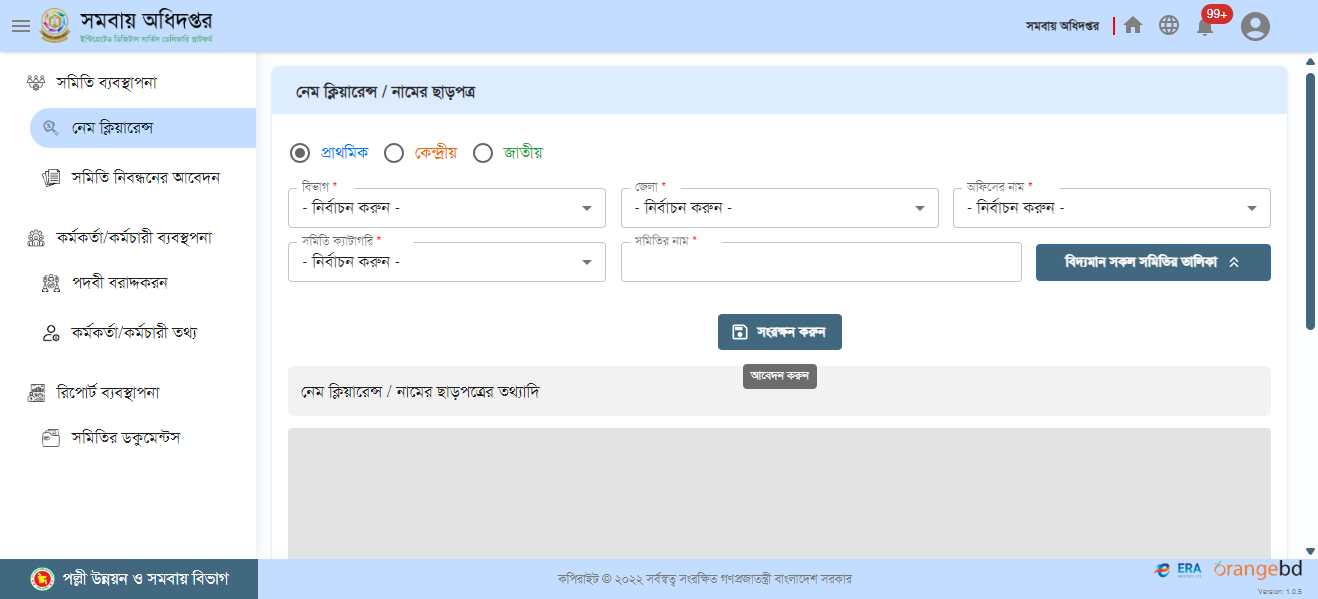 সমবায় অধিদপ্তর
ইন্টিগ্রেটেড ডিজিটাল সার্ভিস ডেলিভারি প্লাটফর্ম
সমবায় অধিদপ্তর
99+
সমিতি ব্যবস্থাপনা
নেম ক্লিয়ারেন্স
সমিতি নিবন্ধনের আবেদন
কর্মকর্তা/কর্মচারী ব্যবস্থপনা
পদবী বরাদ্দকরন
কর্মকর্তা/কর্মচারী তথ্য
রিপোর্ট ব্যবস্থাপনা
সমিতির ডকুমেন্টস
পল্লী উন্নয়ন ও সমবায় বিভাগ
নেম ক্লিয়ারেন্স / নামের ছাড়পত্র
প্রাথমিক কেন্দ্রীয় জাতীয়
বিভাগ * জেলা * অফিসের নাম *
- নির্বাচন করুন - - নির্বাচন করুন - - নির্বাচন করুন -
সমিতি ক্যাটাগরি * সমিতির নাম *
- নির্বাচন করুন - বিদ্যমান সকল সমিতির তালিকা
সংরক্ষন করুন
আবেদন করুন
নেম ক্লিয়ারেন্স / নামের ছাড়পত্রের তথ্যাদি
কপিরাইট © ২০২২ সর্বস্বত্ব সংরক্ষিত গণপ্রজাতন্ত্রী বাংলাদেশ সরকার
ERA
orangebd
Version: 1.0.5